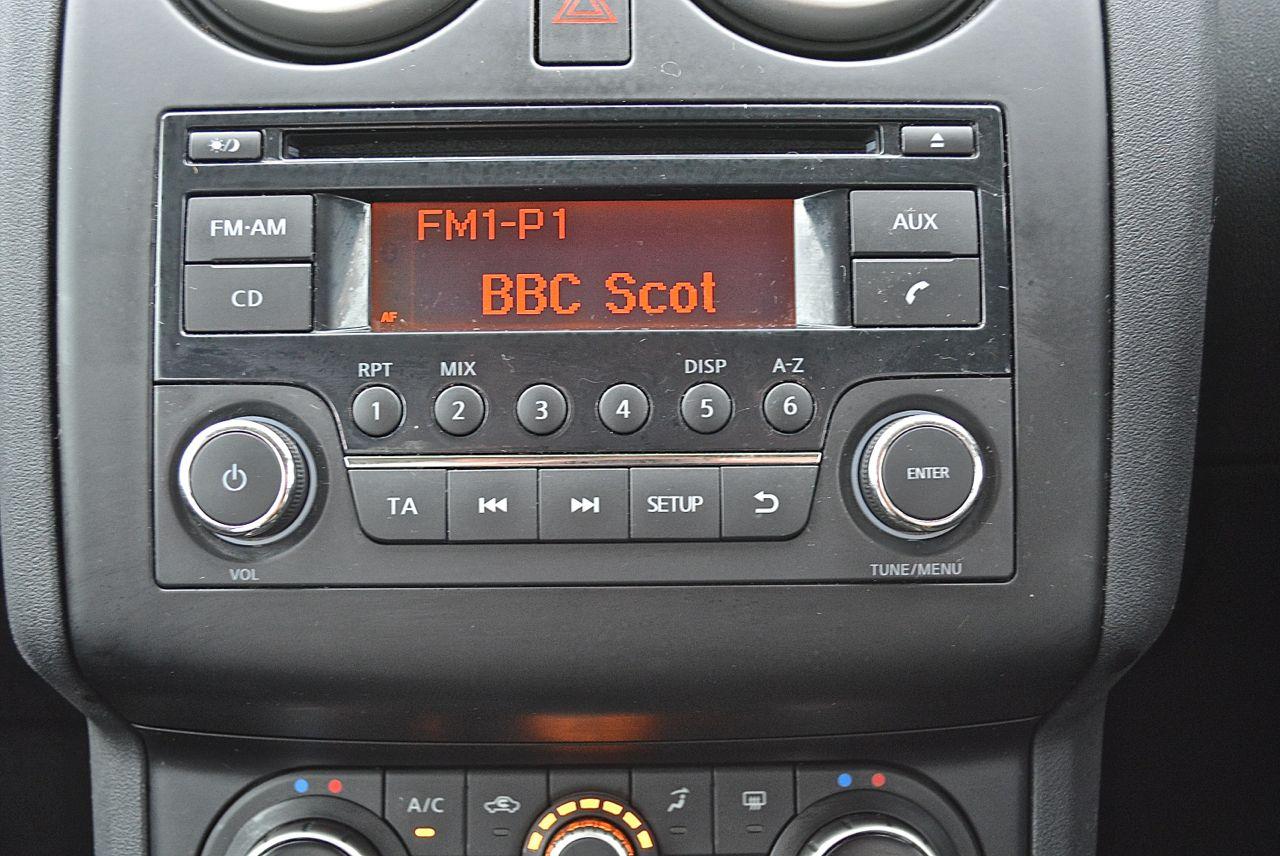 FM-AM
FM1-P1
AUX
CD
AF
BBC Scot
RPT
MIX
DISP
A-Z
1
2
3
4
5
6
ENTER
TA
SETUP
VOL
TUNE/MENU
A/C